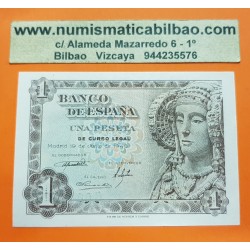 www.numismaticabilbao.com
c/ Alameda Mazarredo 6 - 1º
Bilbao Vizcaya 944235576
BANCO
DE ESPAÑA
UNA PESETA
DE CURSO LEGAL
Madrid
1
1